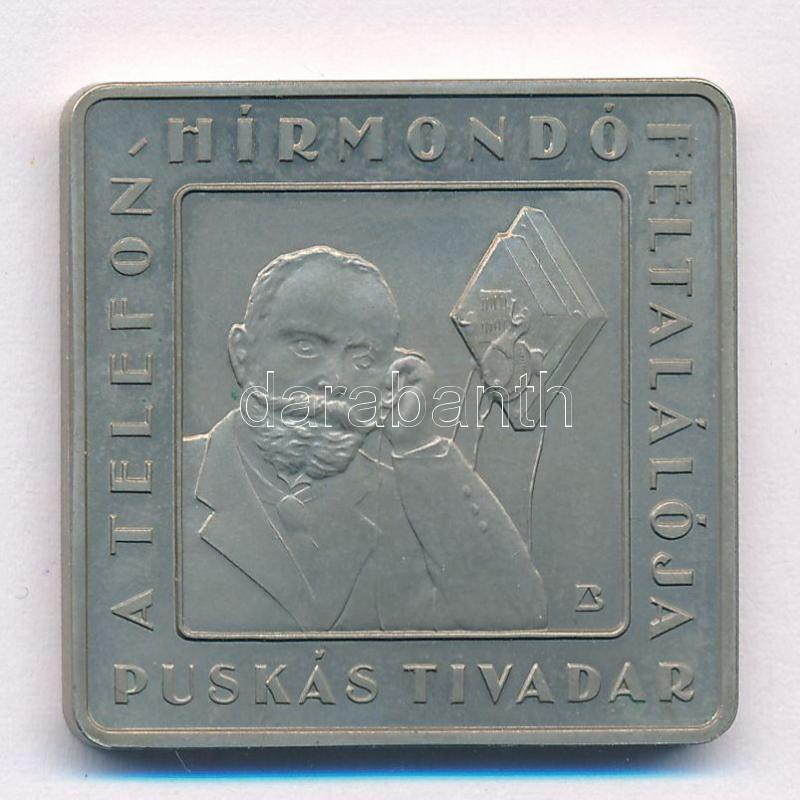 A TELEFON-
HÍRMONDÓ
FELTALÁLÓJA
PUSKÁS TIVADAR
darabanth